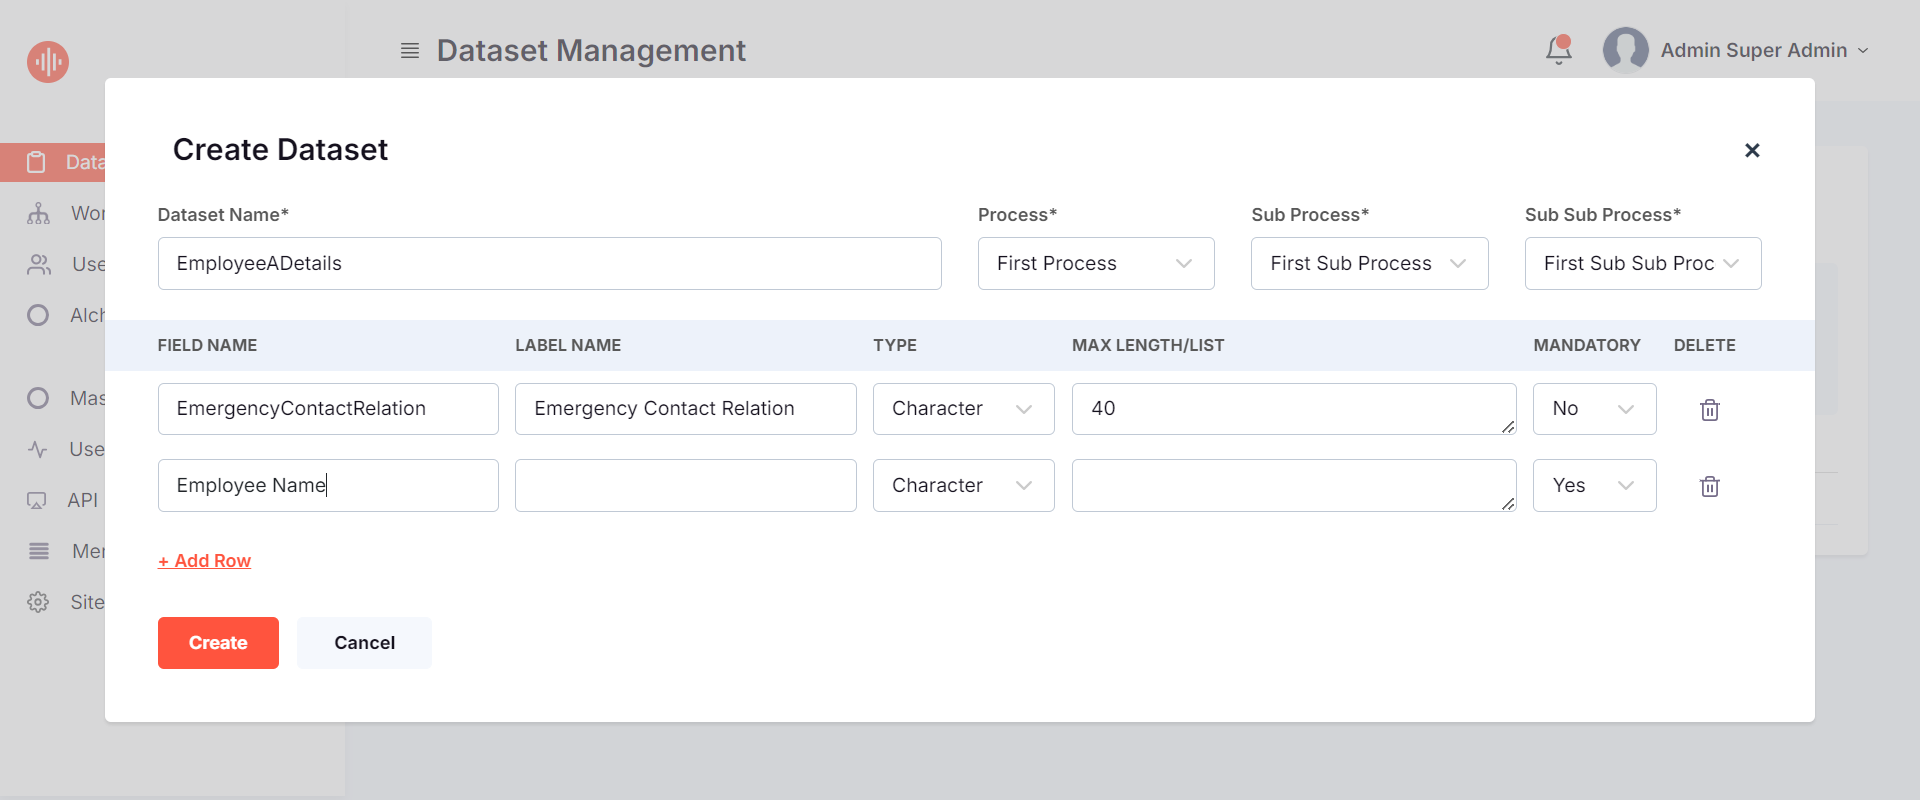 Dataset Management
Admin Super Admin
Create Dataset
Dataset Name*
Process*
Sub Process*
Sub Sub Process*
EmployeeADetails
First Process
First Sub Process
First Sub Sub Proc
FIELD NAME
LABEL NAME
TYPE
MAX LENGTH/LIST
MANDATORY
DELETE
EmergencyContactRelation
Emergency Contact Relation
Character
40
No
Employee Name
Character
Yes
+ Add Row
Create
Cancel
Data
Wor
Use
Alch
Mas
Use
API
Mer
Site